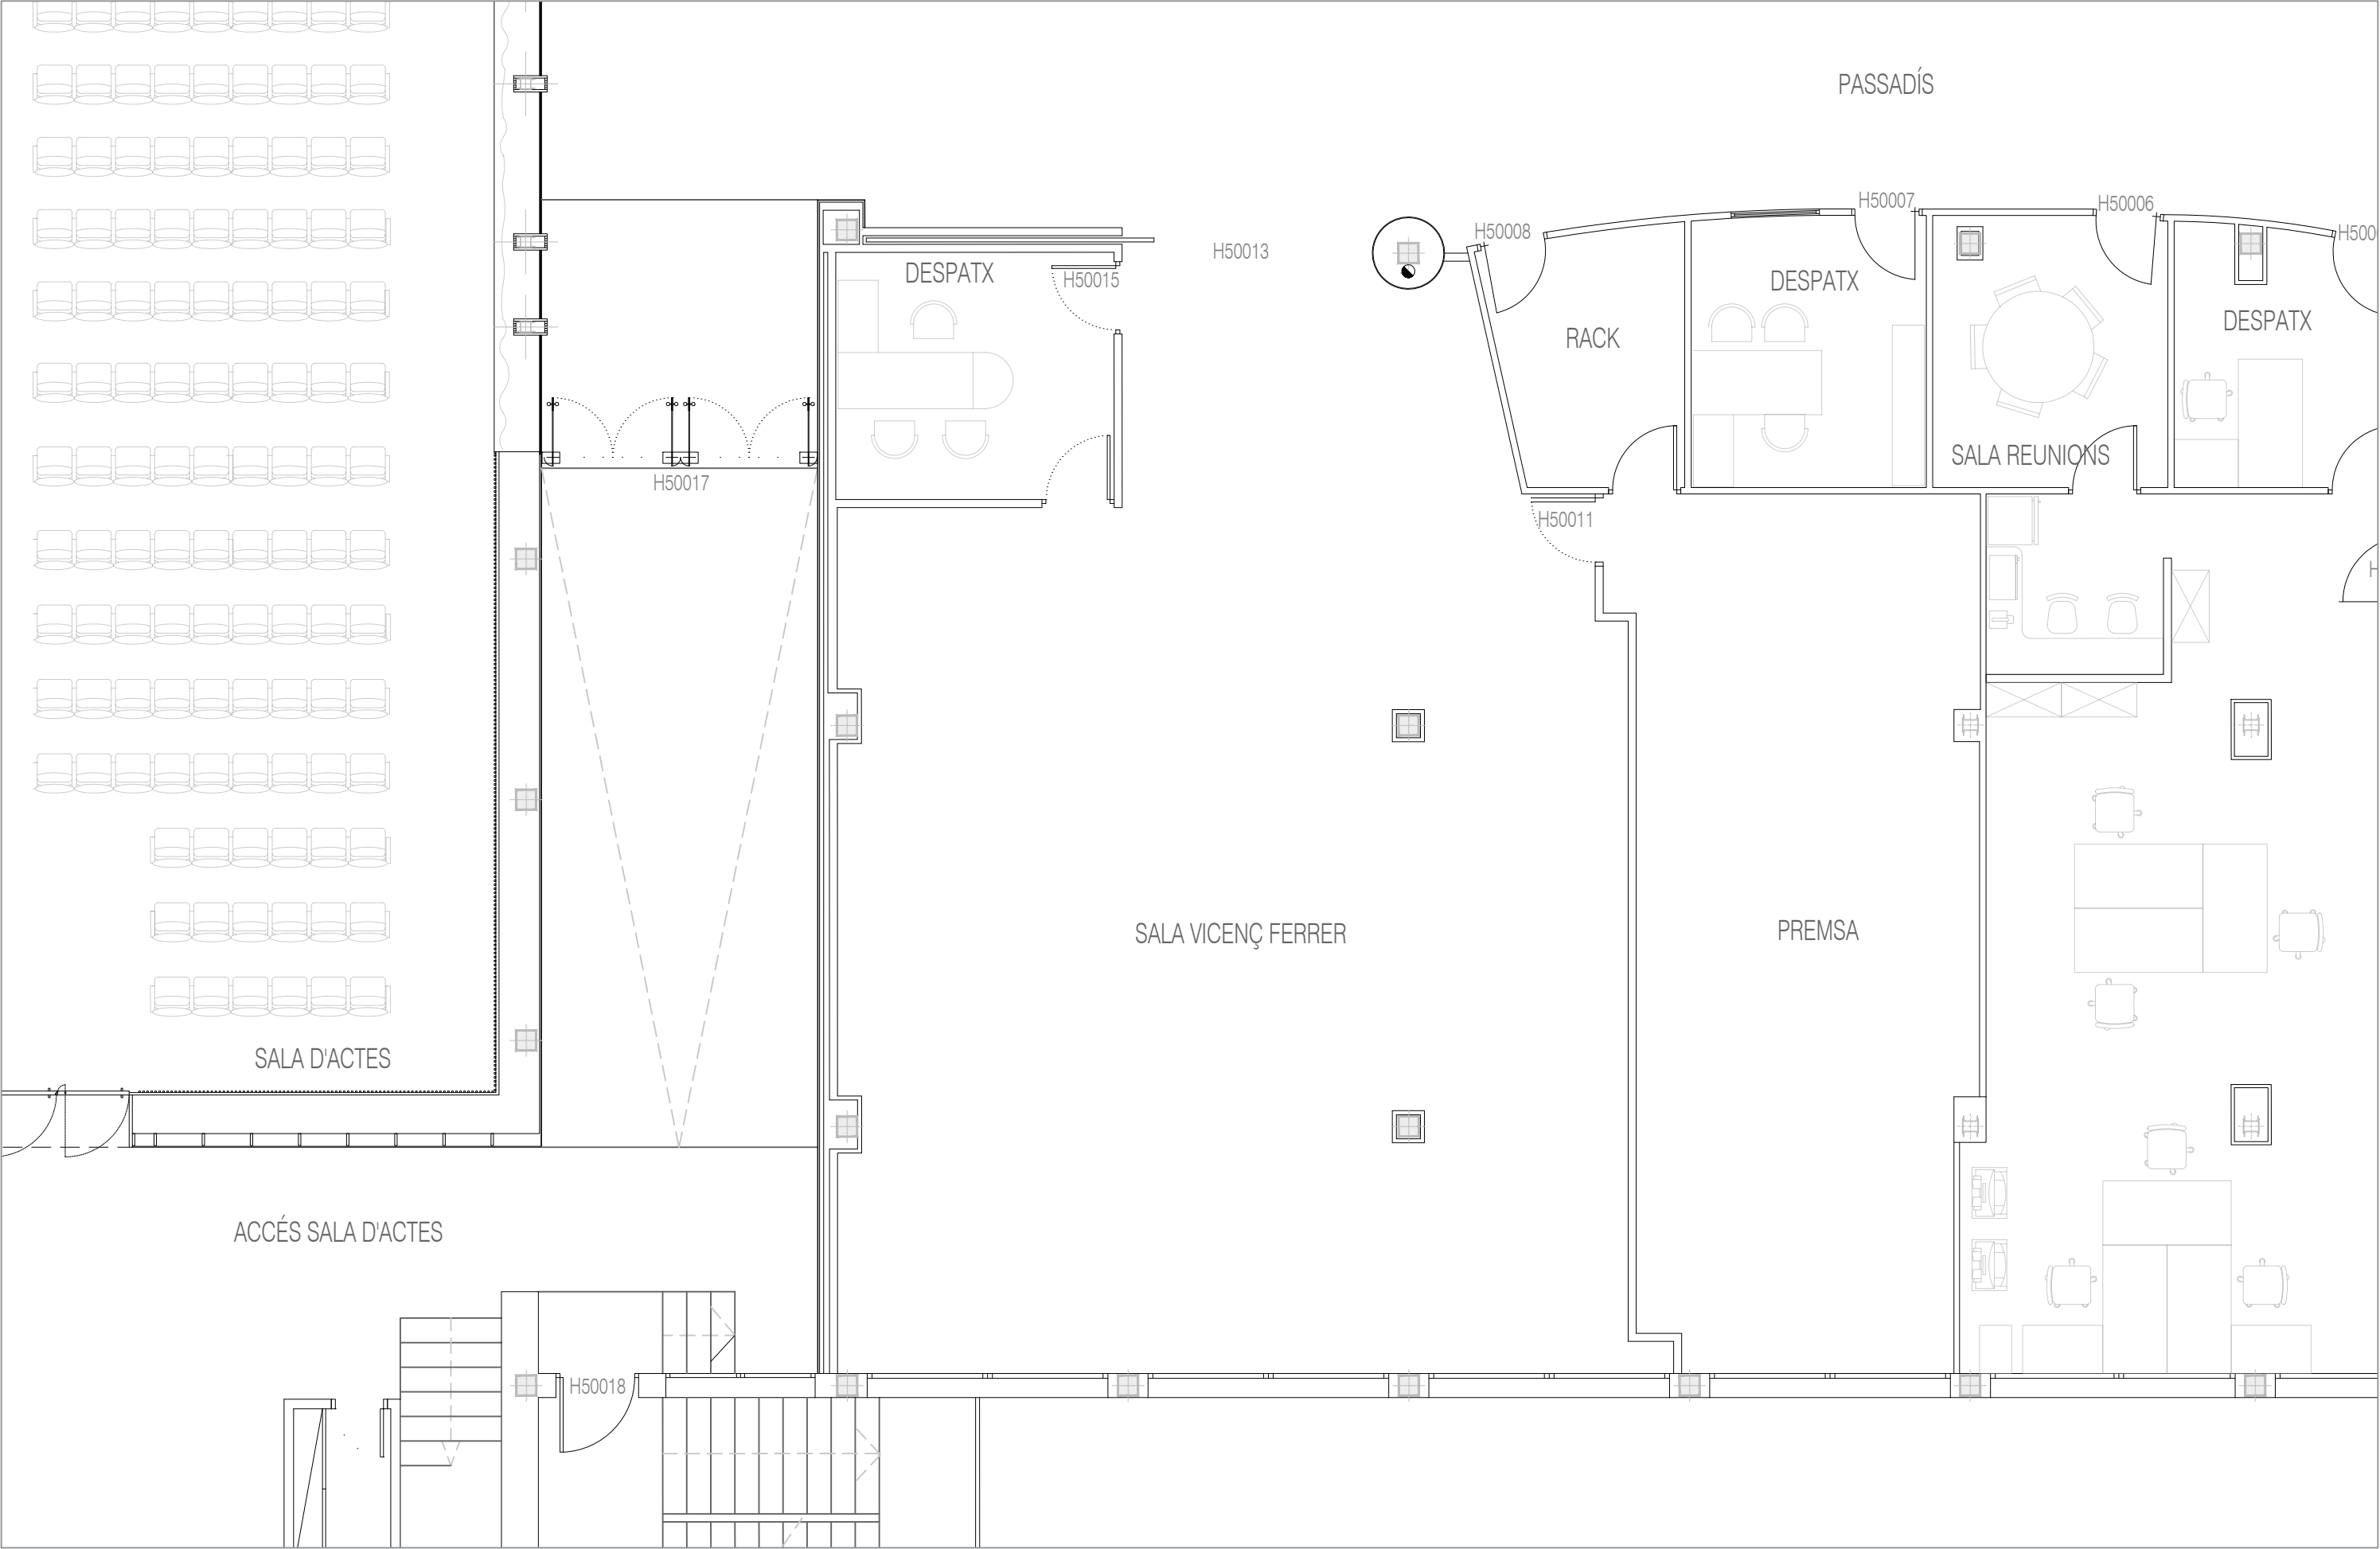 PASSADÍS
H50007
H50006
H50008
H500
H50013
DESPATX
H50015
DESPATX
DESPATX
RACK
SALA REUNIONS
H50017
H50011
H
SALA VICENÇ FERRER
PREMSA
SALA D'ACTES
ACCÉS SALA D'ACTES
H50018